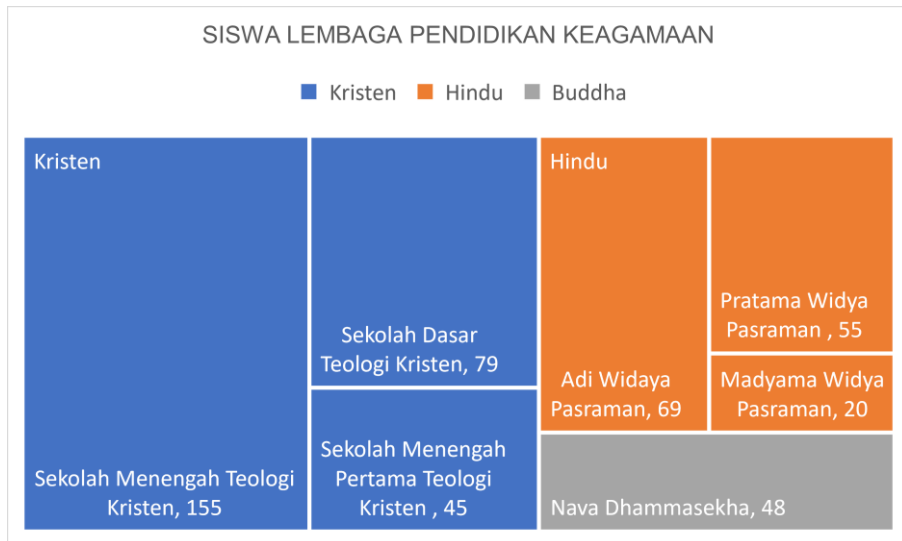 SISWA LEMBAGA PENDIDIKAN KEAGAMAAN
Kristen Hindu Buddha
Kristen
Sekolah Menengah Teologi
Kristen, 155
Sekolah Dasar
Teologi Kristen, 79
Sekolah Menengah
Pertama Teologi
Kristen , 45
Hindu
Adi Widaya
Pasraman, 69
Pratama Widya
Pasraman , 55
Madyama Widya
Pasraman, 20
Nava Dhammasekha, 48